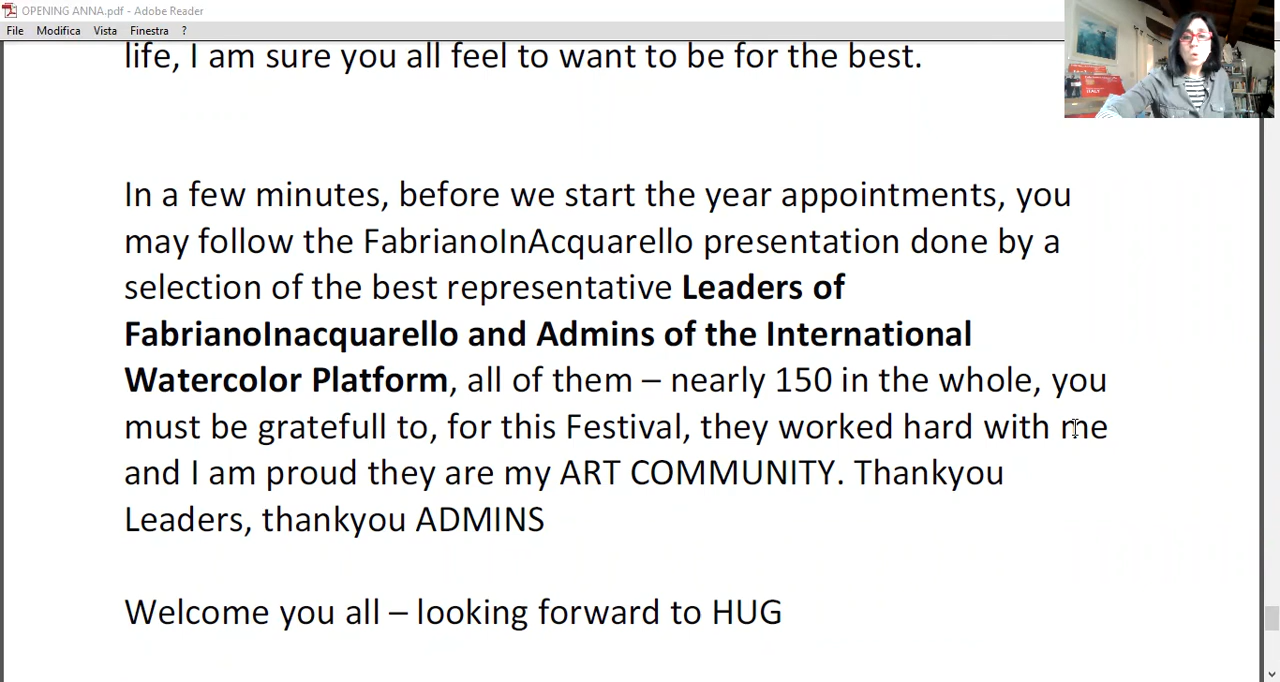 OPENING ANNA.pdf - Adobe Reader
File Modifica Vista Finestra ?
life, I am sure you all feel to want to be for the best.
In a few minutes, before we start the year appointments, you
may follow the FabrianoInAcquarello presentation done by a
selection of the best representative Leaders of
FabrianoInacquarello and Admins of the International
Watercolor Platform, all of them – nearly 150 in the whole, you
must be gratefull to, for this Festival, they worked hard with me
and I am proud they are my ART COMMUNITY. Thankyou
Leaders, thankyou ADMINS
Welcome you all – looking forward to HUG